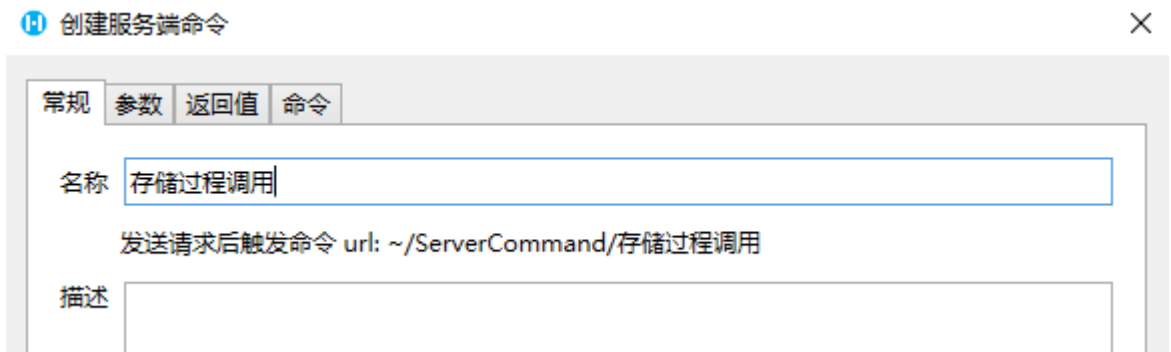 创建服务端命令
常规 参数 返回值 命令
名称 存储过程调用
发送请求后触发命令 url: ~/ServerCommand/存储过程调用
描述